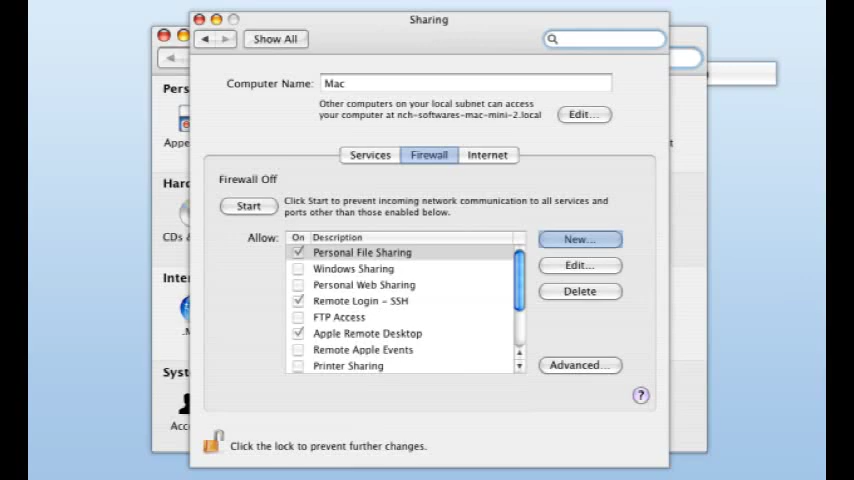 Sharing
Show All
Computer Name: Mac
Other computers on your local subnet can access
your computer at nch-softwares-mac-mini-2.local
Edit...
Services Firewall Internet
Firewall Off
Start
Click Start to prevent incoming network communication to all services and
ports other than those enabled below.
Allow:
On Description
Personal File Sharing
Windows Sharing
Personal Web Sharing
Remote Login - SSH
FTP Access
Apple Remote Desktop
Remote Apple Events
Printer Sharing
New...
Edit...
Delete
Advanced...
?
Click the lock to prevent further changes.
Pers
Appe
Hard
CDs &
Inter
.M
Syst
Acc